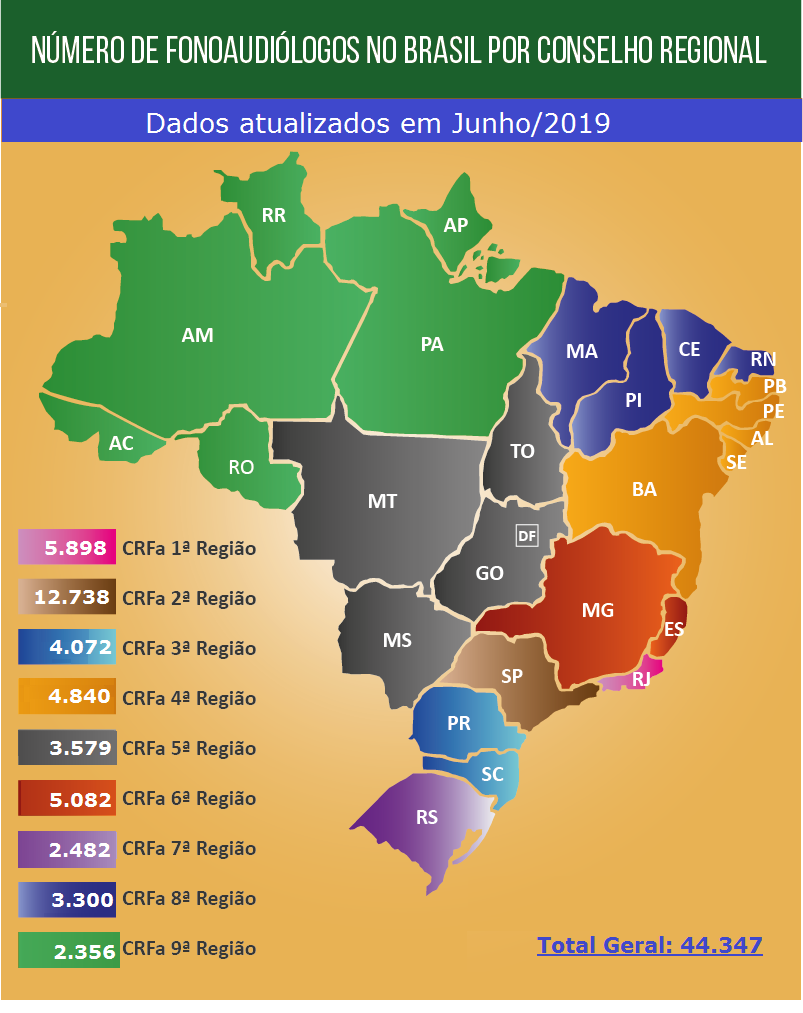 NÚMERO DE FONOAUDIÓLOGOS NO BRASIL POR CONSELHO REGIONAL
Dados atualizados em Junho/2019
RR
AP
AM
PA
MA
CE
RN
PI
PB
PE
AL
SE
AC
RO
TO
MT
BA
DF
GO
MG
ES
MS
SP
RJ
PR
SC
RS
5.898 CRFa 1ª Região
12.738 CRFa 2ª Região
4.072 CRFa 3ª Região
4.840 CRFa 4ª Região
3.579 CRFa 5ª Região
5.082 CRFa 6ª Região
2.482 CRFa 7ª Região
3.300 CRFa 8ª Região
2.356 CRFa 9ª Região
Total Geral: 44.347